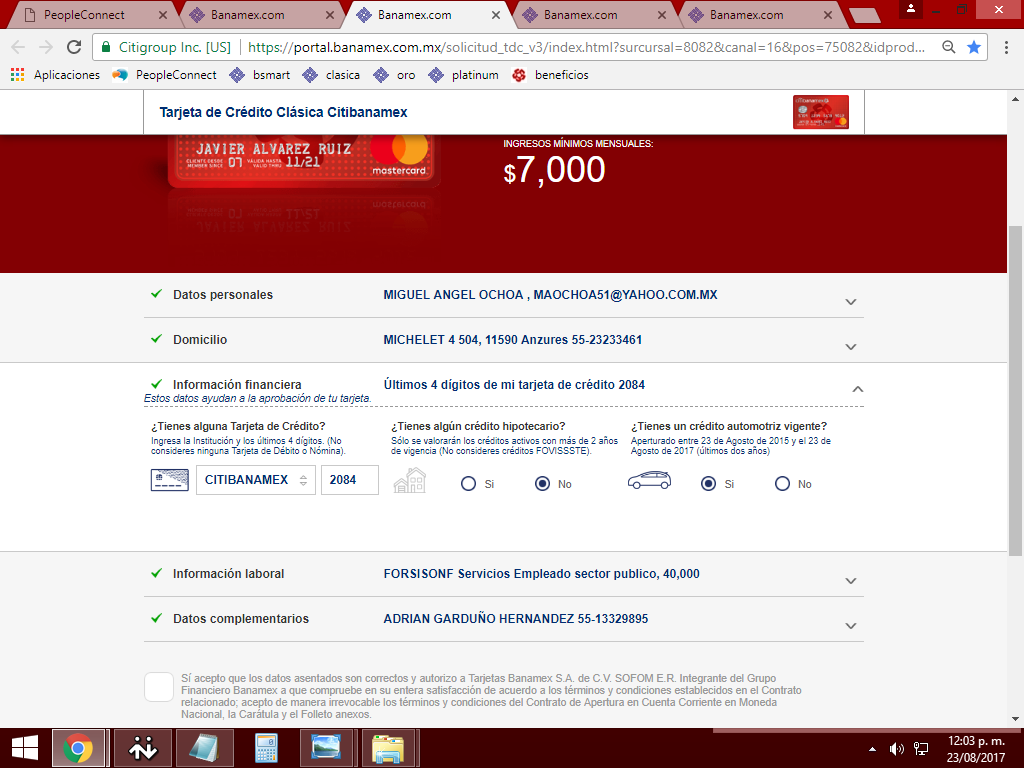 PeopleConnect
Banamex.com
Banamex.com
Banamex.com
Banamex.com
Citigroup Inc. [US]
https://portal.banamex.com.mx/solicitud_tdc_v3/index.html?surcursal=8082&canal=16&pos=75082&idprod...
Aplicaciones
PeopleConnect
bsmart
clasica
oro
platinum
beneficios
Tarjeta de Crédito Clásica Citibanamex
JAVIER ALVAREZ RUIZ
07
11/21
mastercard
INGRESOS MÍNIMOS MENSUALES:
$7,000
Datos personales
MIGUEL ANGEL OCHOA , MAOCHOA51@YAHOO.COM.MX
Domicilio
MICHELET 4 504, 11590 Anzures 55-23233461
Información financiera
Últimos 4 dígitos de mi tarjeta de crédito 2084
Estos datos ayudan a la aprobación de tu tarjeta.
¿Tienes alguna Tarjeta de Crédito?
Ingresa la Institución y los últimos 4 dígitos. (No
consideres ninguna Tarjeta de Débito o Nómina).
CITIBANAMEX
2084
¿Tienes algún crédito hipotecario?
Sólo se valorarán los créditos activos con más de 2 años
de vigencia (No consideres créditos FOVISSSTE).
Si
No
¿Tienes un crédito automotriz vigente?
Aperturado entre 23 de Agosto de 2015 y el 23 de
Agosto de 2017 (últimos dos años)
Si
No
Información laboral
FORSISONF Servicios Empleado sector publico, 40,000
Datos complementarios
ADRIAN GARDUÑO HERNANDEZ 55-13329895
Sí acepto que los datos asentados son correctos y autorizo a Tarjetas Banamex S.A. de C.V. SOFOM E.R. Integrante del Grupo
Financiero Banamex a que compruebe en su entera satisfacción de acuerdo a los términos y condiciones establecidos en el Contrato
relacionado; acepto de manera irrevocable los términos y condiciones del Contrato de Apertura en Cuenta Corriente en Moneda
Nacional, la Carátula y el Folleto anexos.
12:03 p. m.
23/08/2017